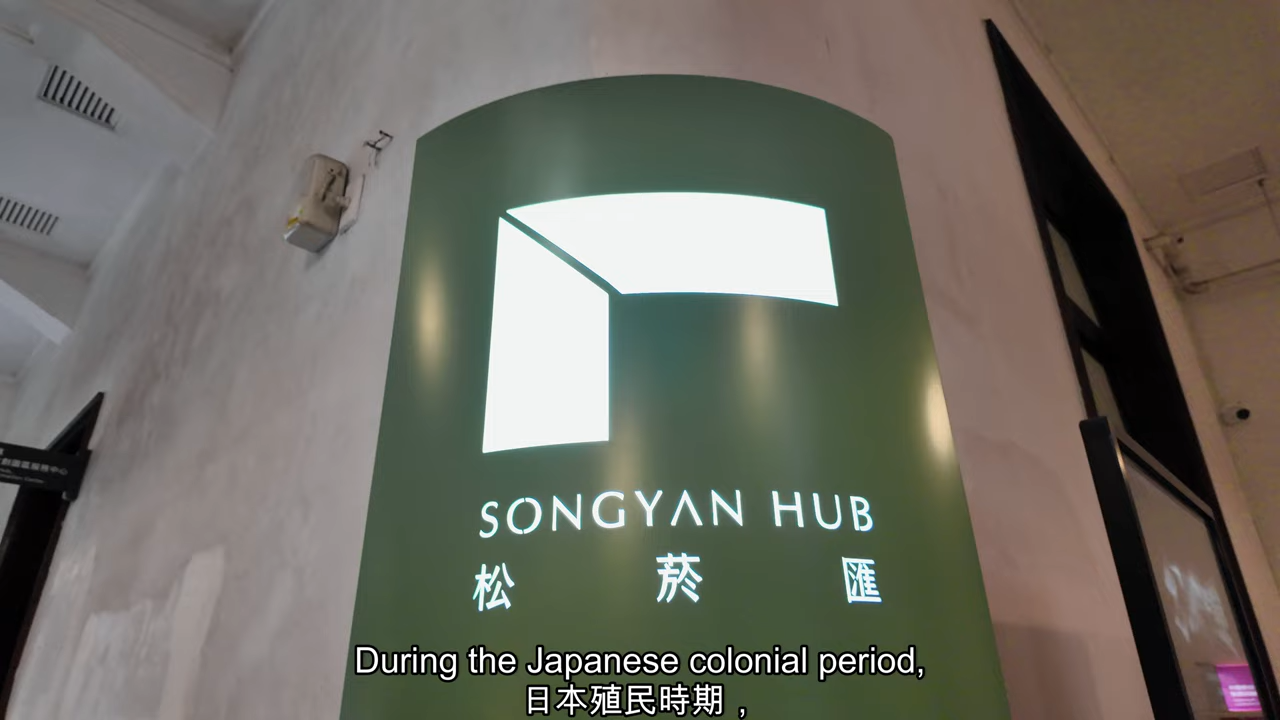 SONGYAN HUB
松菸匯
During the Japanese colonial period,
日本殖民時期，